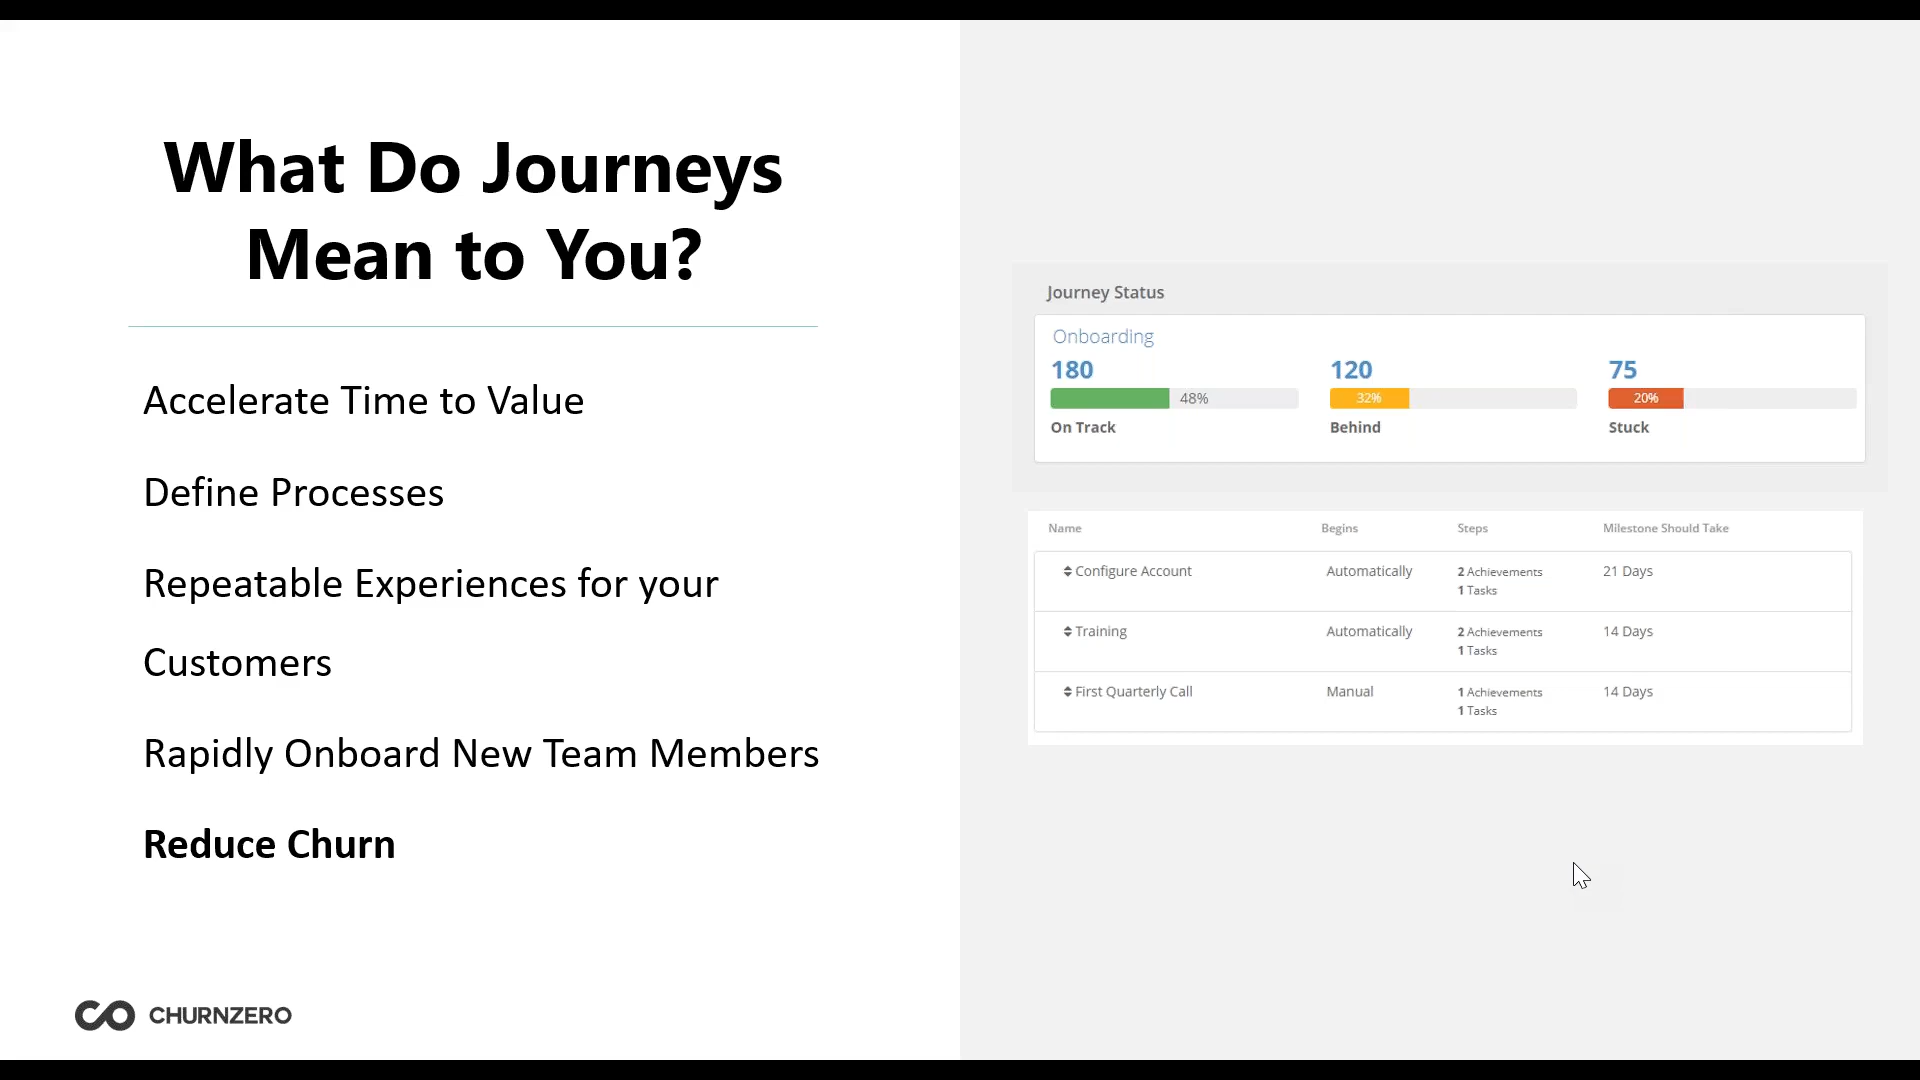 What Do Journeys
Mean to You?
Accelerate Time to Value
Define Processes
Repeatable Experiences for your
Customers
Rapidly Onboard New Team Members
Reduce Churn
CHURNZERO
Journey Status
Onboarding
180 120 75
48% 32% 20%
On Track Behind Stuck
Name Begins Steps Milestone Should Take
Configure Account Automatically 2 Achievements 21 Days
1 Tasks
Training Automatically 2 Achievements 14 Days
1 Tasks
First Quarterly Call Manual 1 Achievements 14 Days
1 Tasks